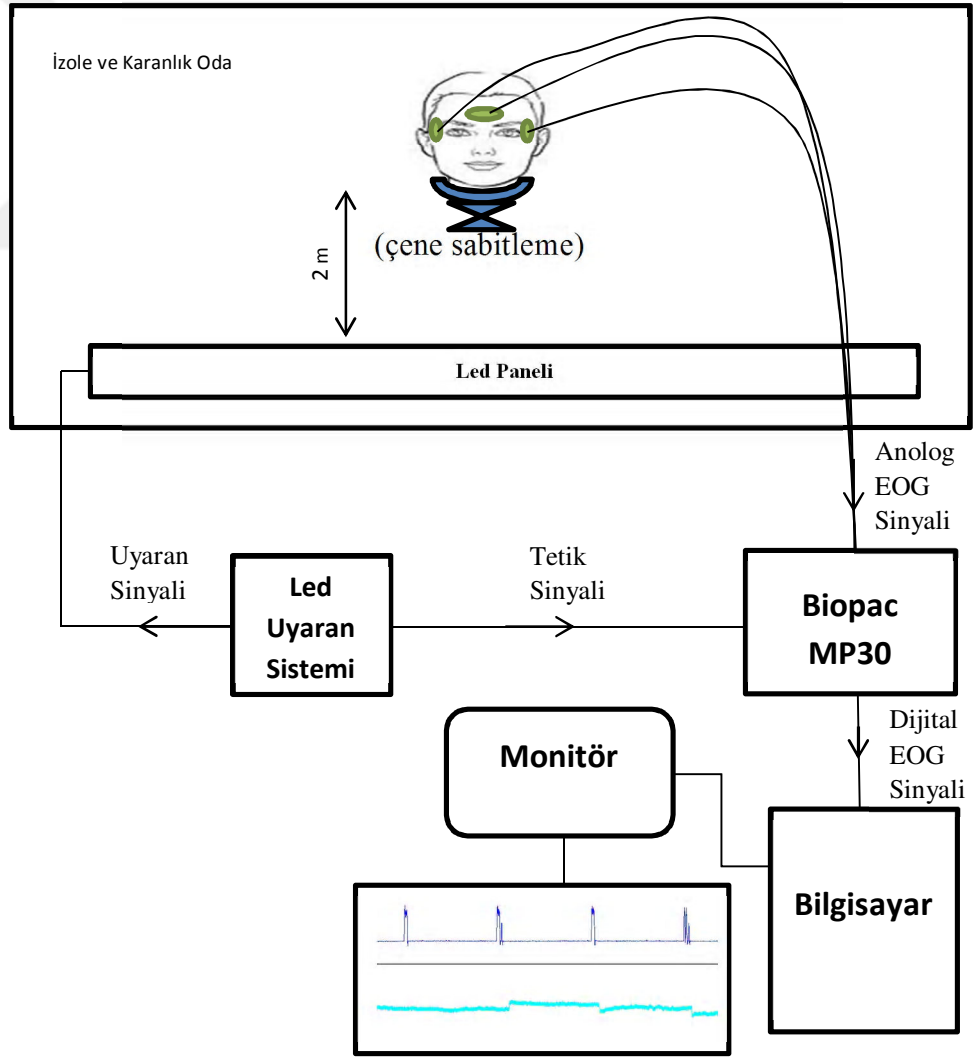 İzole ve Karanlık Oda
(çene sabitleme)
2 m
Led Paneli
Anolog
EOG
Sinyali
Uyaran
Sinyali
Led
Uyaran
Sistemi
Tetik
Sinyali
Biopac
MP30
Dijital
EOG
Sinyali
Monitör
Bilgisayar